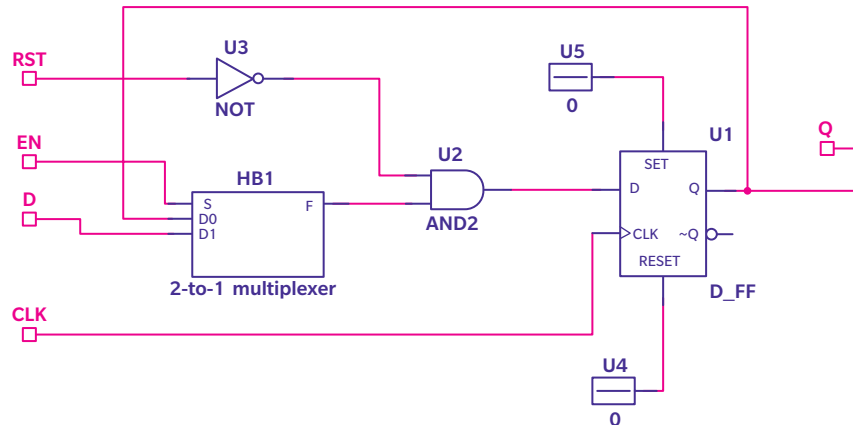 RST
U3
NOT
U5
0
EN
D
HB1
S
D0
D1
F
2-to-1 multiplexer
U2
AND2
U1
SET
D
Q
CLK
~Q
RESET
D_FF
Q
CLK
U4
0